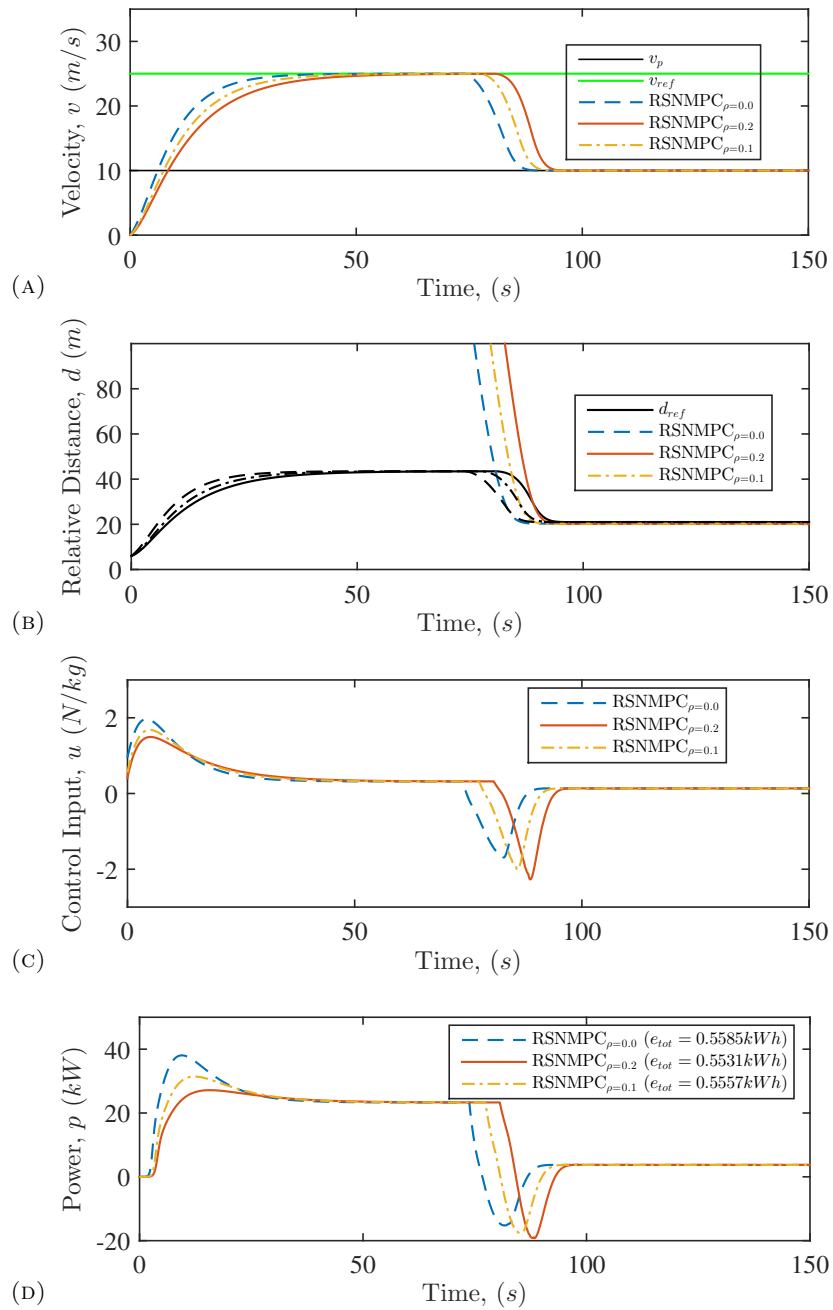 30
20
10
0
Velocity, v (m/s)
v_p
v_ref
RSNMPC_ρ=0.0
RSNMPC_ρ=0.2
RSNMPC_ρ=0.1
0 50 100 150
Time, (s)
(A)
80
60
40
20
0
Relative Distance, d (m)
d_ref
RSNMPC_ρ=0.0
RSNMPC_ρ=0.2
RSNMPC_ρ=0.1
0 50 100 150
Time, (s)
(B)
2
0
-2
Control Input, u (N/kg)
RSNMPC_ρ=0.0
RSNMPC_ρ=0.2
RSNMPC_ρ=0.1
0 50 100 150
Time, (s)
(C)
40
20
0
-20
Power, p (kW)
RSNMPC_ρ=0.0 (e_tot = 0.5585kWh)
RSNMPC_ρ=0.2 (e_tot = 0.5531kWh)
RSNMPC_ρ=0.1 (e_tot = 0.5557kWh)
0 50 100 150
Time, (s)
(D)